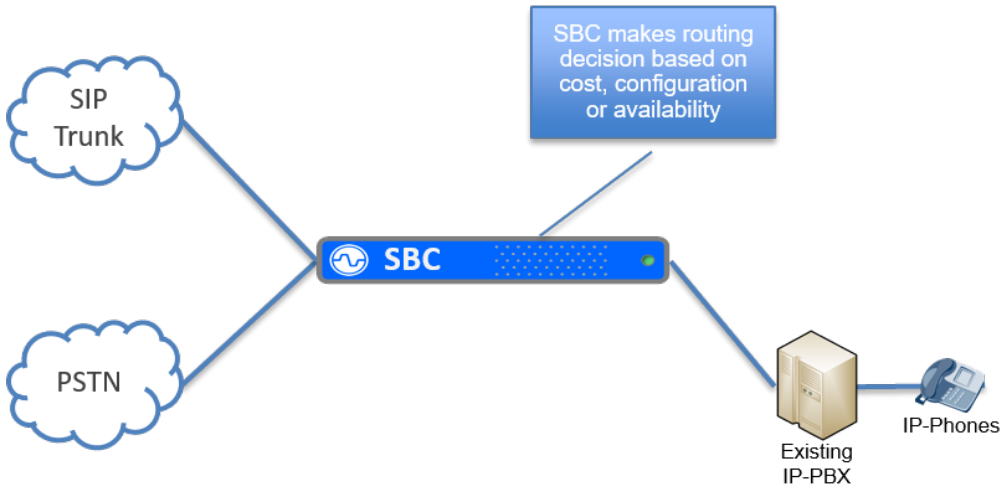 SBC makes routing
decision based on
cost, configuration
or availability
SIP
Trunk
SBC
PSTN
IP-Phones
Existing
IP-PBX